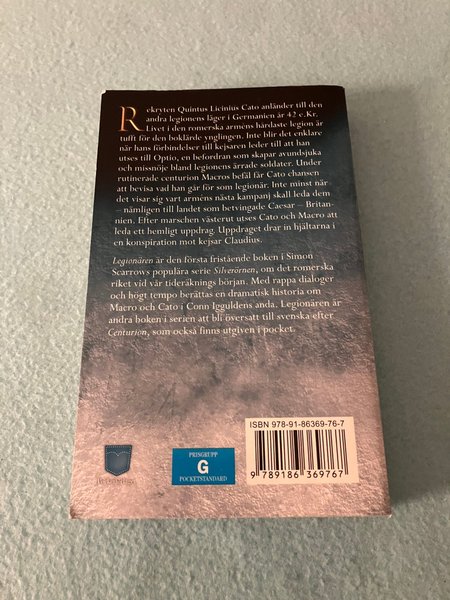 Rekryten Quintus Licinius Cato anländer till den
andra legionens läger i Germanien år 42 e.Kr.
Livet i den romerska arméns hårdaste legion är
tufft för den boklärde ynglingen. Inte blir det enklare
när hans förbindelser till kejsaren leder till att han
utses till Optio, en befordran som skapar avundsjuka
och missnöje bland legionens ärrade soldater. Under
rutinerade centurion Macros befäl får Cato chansen
att bevisa vad han går för som legionär. Inte minst när
det visar sig vart arméns nästa kampanj skall leda dem
– nämligen till landet som betvingade Caesar – Britan-
nien. Efter marschen västerut utses Cato och Macro att
leda ett hemligt uppdrag. Uppdraget drar in hjältarna i
en konspiration mot kejsar Claudius.
Legionären är den första fristående boken i Simon
Scarrows populära serie Silverörnen, om det romerska
riket vid vår tideräknings början. Med rappa dialoger
och högt tempo berättas en dramatisk historia om
Macro och Cato i Conn Igguldens anda. Legionären är
andra boken i serien att bli översatt till svenska efter
Centurion, som också finns utgiven i pocket.
ISBN 978-91-86369-76-7
9 789186 369767
PRISGRUPP
G
POCKETSTANDARD